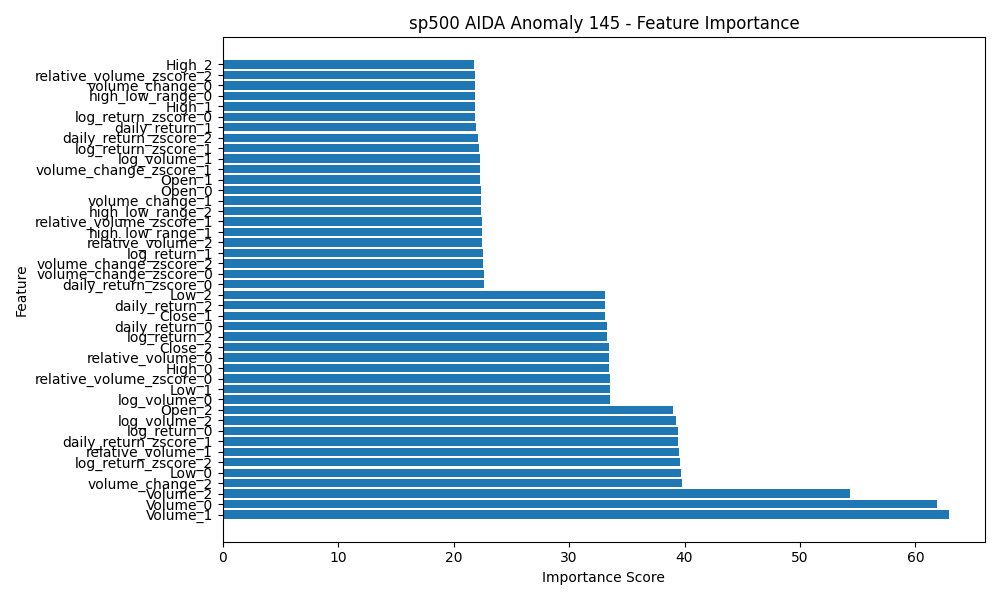 sp500 AIDA Anomaly 145 - Feature Importance
High_2
relative_volume_zscore_2
volume_change_0
high_low_range_0
High_1
log_return_zscore_0
daily_return_1
daily_return_zscore_2
log_return_zscore_1
log_volume_1
volume_change_zscore_1
Open_1
Open_0
volume_change_1
high_low_range_2
relative_volume_zscore_1
high_low_range_1
relative_volume_2
log_return_1
volume_change_zscore_2
volume_change_zscore_0
daily_return_zscore_0
Low_2
daily_return_2
Close_1
daily_return_0
log_return_2
Close_2
relative_volume_0
High_0
relative_volume_zscore_0
Low_1
log_volume_0
Open_2
log_volume_2
log_return_0
daily_return_zscore_1
relative_volume_1
log_return_zscore_2
Low_0
volume_change_2
Volume_2
Volume_0
Volume_1
Feature
0 10 20 30 40 50 60
Importance Score